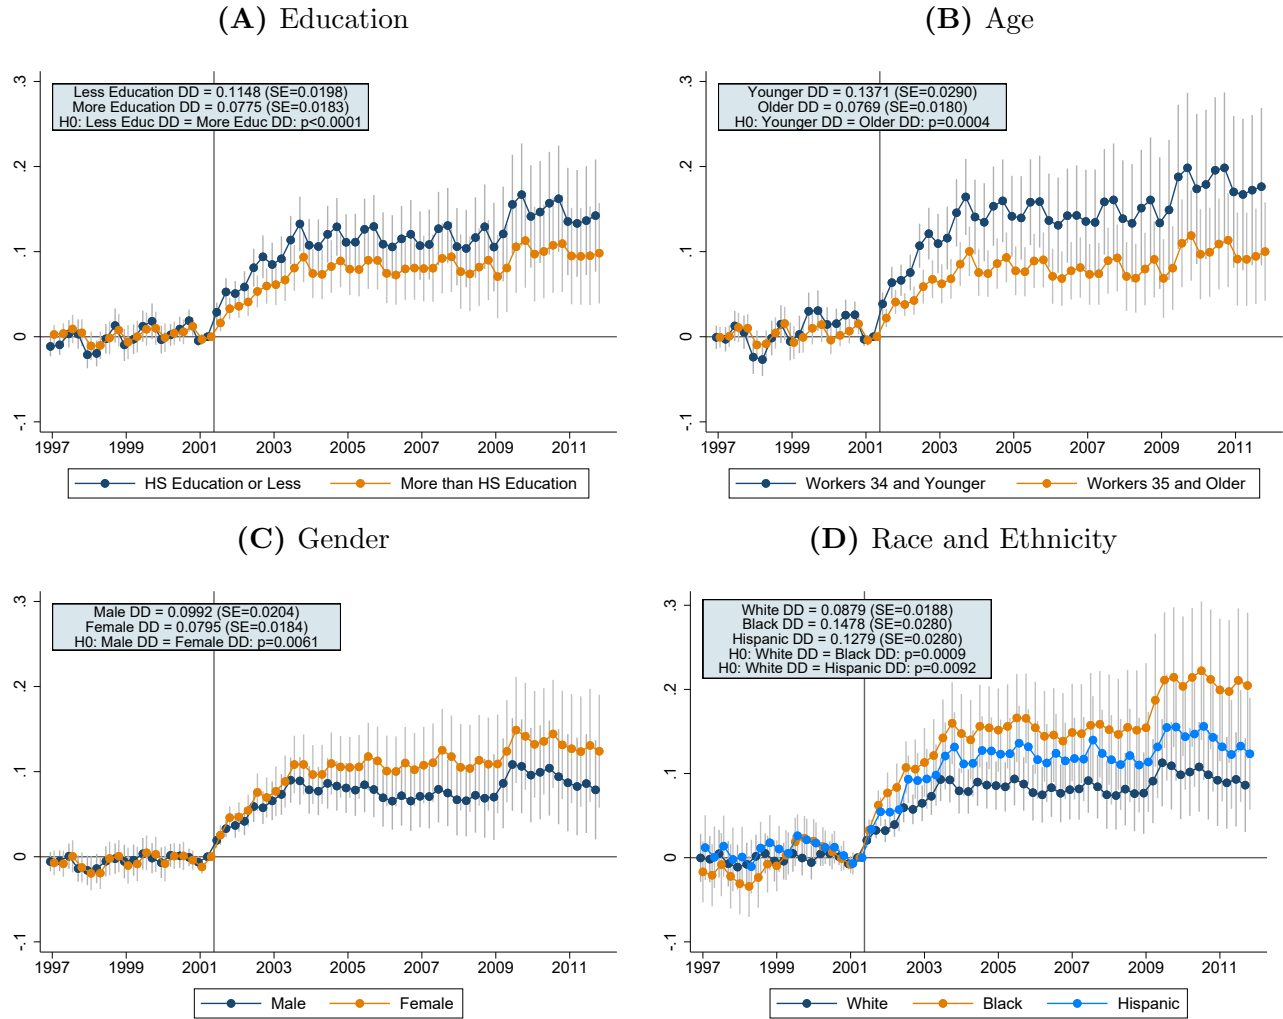 (A) Education
.3
.2
.1
0
-.1
Less Education DD = 0.1148 (SE=0.0198)
More Education DD = 0.0775 (SE=0.0183)
H0: Less Educ DD = More Educ DD: p<0.0001
1997 1999 2001 2003 2005 2007 2009 2011
HS Education or Less More than HS Education
(B) Age
.3
.2
.1
0
-.1
Younger DD = 0.1371 (SE=0.0290)
Older DD = 0.0769 (SE=0.0180)
H0: Younger DD = Older DD: p=0.0004
1997 1999 2001 2003 2005 2007 2009 2011
Workers 34 and Younger Workers 35 and Older
(C) Gender
.3
.2
.1
0
-.1
Male DD = 0.0992 (SE=0.0204)
Female DD = 0.0795 (SE=0.0184)
H0: Male DD = Female DD: p=0.0061
1997 1999 2001 2003 2005 2007 2009 2011
Male Female
(D) Race and Ethnicity
.3
.2
.1
0
-.1
White DD = 0.0879 (SE=0.0188)
Black DD = 0.1478 (SE=0.0280)
Hispanic DD = 0.1279 (SE=0.0280)
H0: White DD = Black DD: p=0.0009
H0: White DD = Hispanic DD: p=0.0092
1997 1999 2001 2003 2005 2007 2009 2011
White Black Hispanic